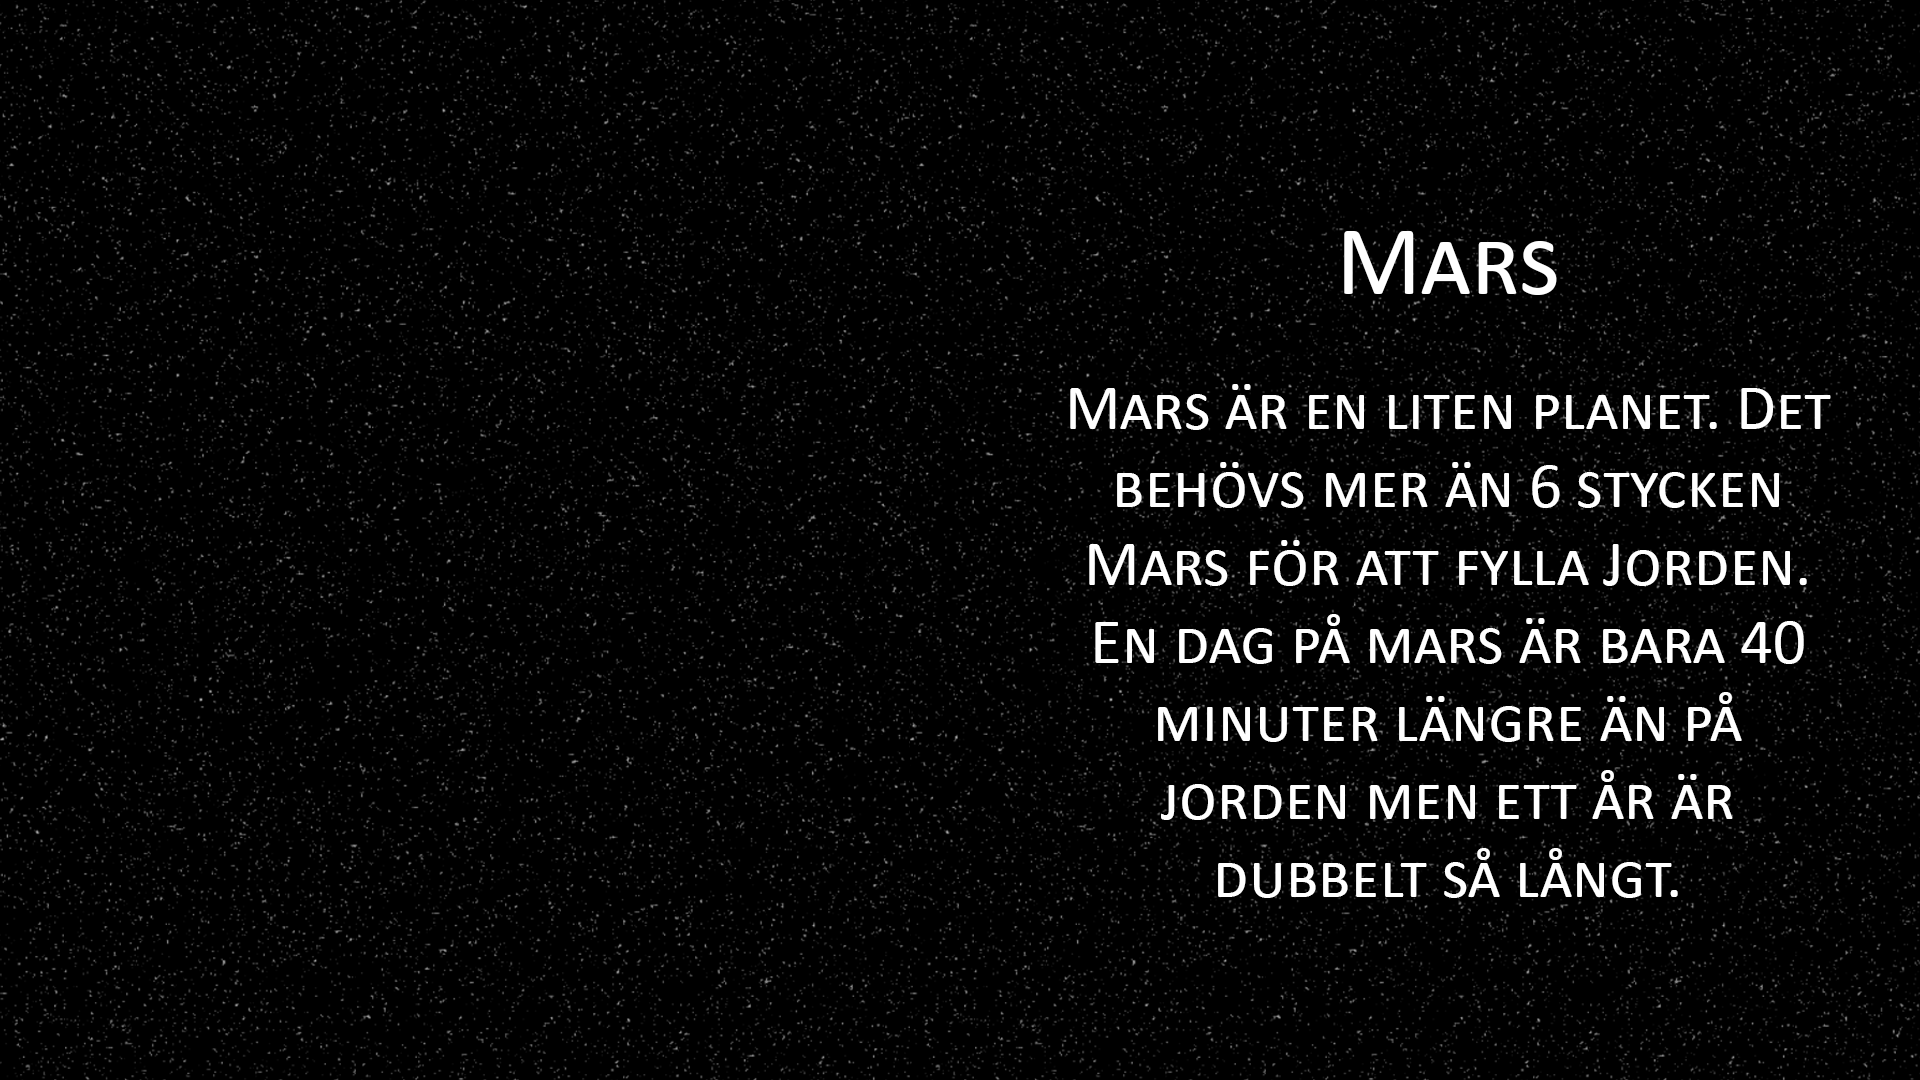 Mars
Mars är en liten planet. Det
behövs mer än 6 stycken
Mars för att fylla Jorden.
En dag på mars är bara 40
minuter längre än på
jorden men ett år är
dubbelt så långt.